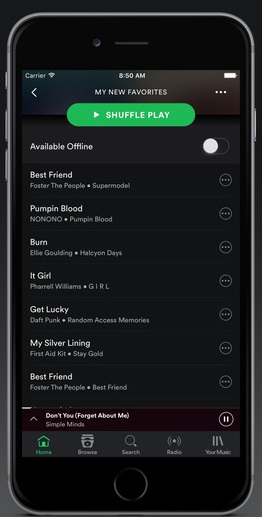 Carrier 8:50 AM
MY NEW FAVORITES
SHUFFLE PLAY
Available Offline
Best Friend
Foster The People • Supermodel
Pumpin Blood
NONONO • Pumpin Blood
Burn
Ellie Goulding • Halcyon Days
It Girl
Pharrell Williams • G I R L
Get Lucky
Daft Punk • Random Access Memories
My Silver Lining
First Aid Kit • Stay Gold
Best Friend
Foster The People • Best Friend
Don't You (Forget About Me)
Simple Minds
Home Browse Search Radio Your Music